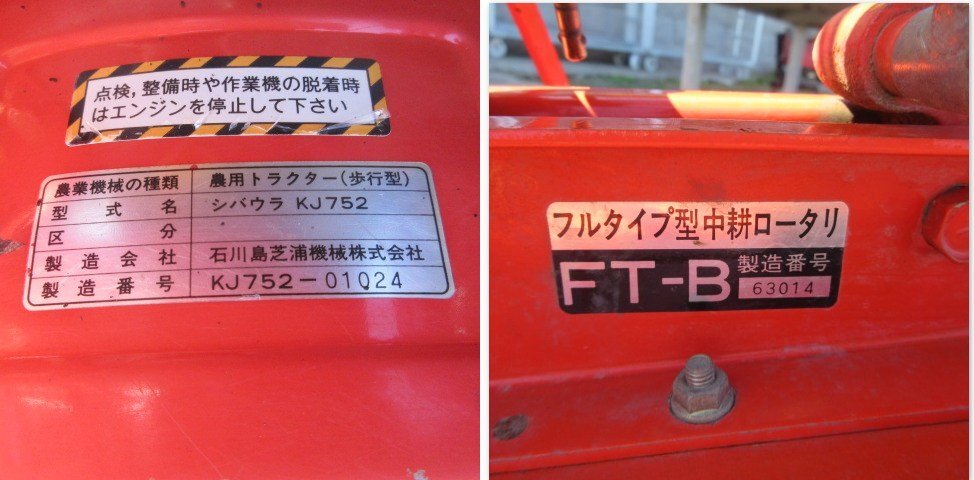 点検,整備時や作業機の脱着時
はエンジンを停止して下さい
農業機械の種類 農用トラクター(歩行型)
型式名 シバウラ KJ752
区分
製造会社 石川島芝浦機械株式会社
製造番号 KJ752-01024
フルタイプ型中耕ロータリ
FT-B 製造番号
63014